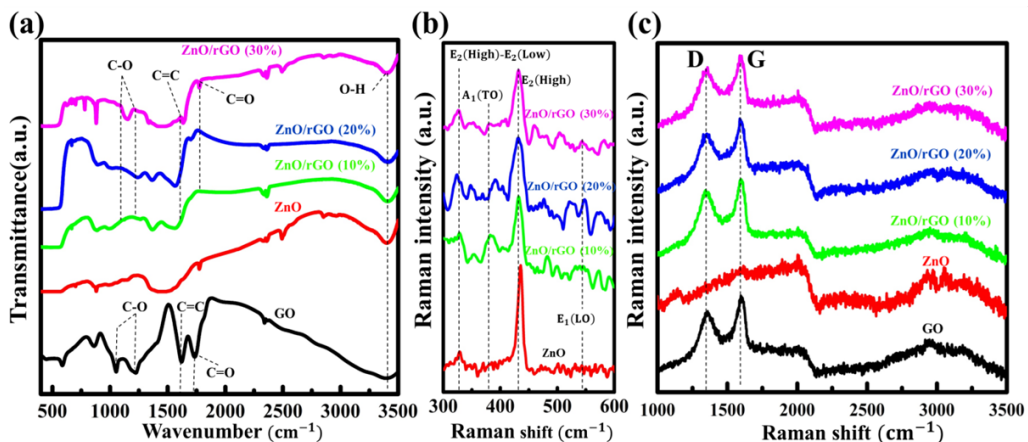 (a)
ZnO/rGO (30%)
C-O
C=C
C=O
O-H
ZnO/rGO (20%)
ZnO/rGO (10%)
ZnO
C-O
C=C
GO
C=O
Transmittance(a.u.)
500 1000 1500 2000 2500 3000 3500
Wavenumber (cm⁻¹)
(b)
E₂(High)-E₂(Low)
E₂(High)
A₁(TO)
ZnO/rGO (30%)
ZnO/rGO (20%)
ZnO/rGO (10%)
E₁(LO)
ZnO
Raman intensity (a.u.)
300 400 500 600
Raman shift (cm⁻¹)
(c)
D G
ZnO/rGO (30%)
ZnO/rGO (20%)
ZnO/rGO (10%)
ZnO
GO
Raman intensity (a.u.)
1000 1500 2000 2500 3000 3500
Raman shift (cm⁻¹)